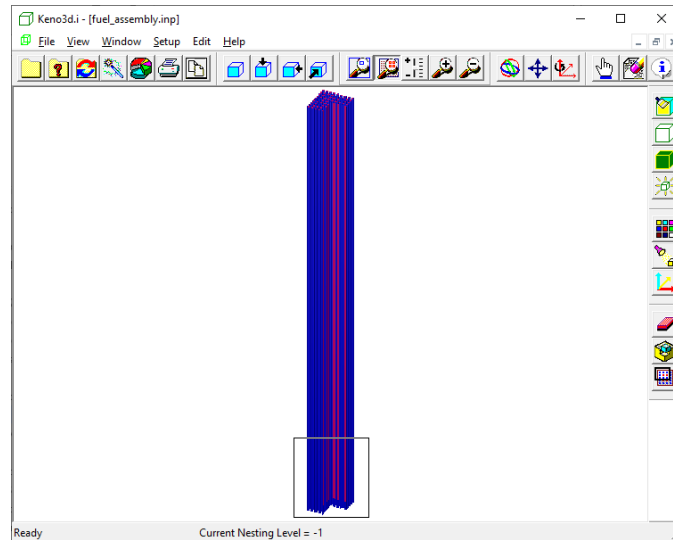 Keno3d.i - [fuel_assembly.inp]
File View Window Setup Edit Help
Ready Current Nesting Level = -1